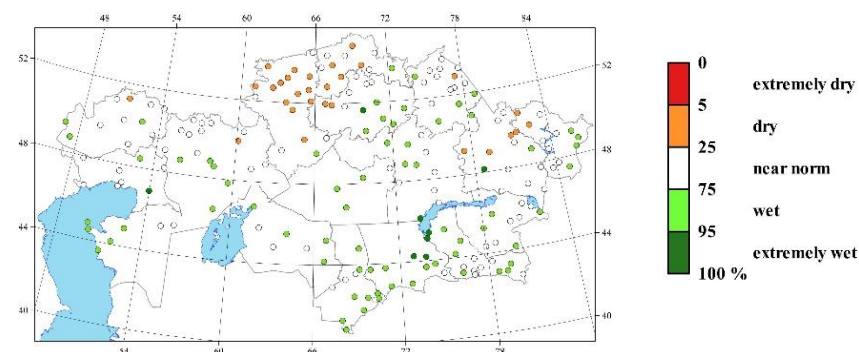 48 54 60 66 72 78 84
52 52
48 48
44 44
40 40
54 60 66 72 78
0
extremely dry
5
dry
25
near norm
75
wet
95
extremely wet
100 %